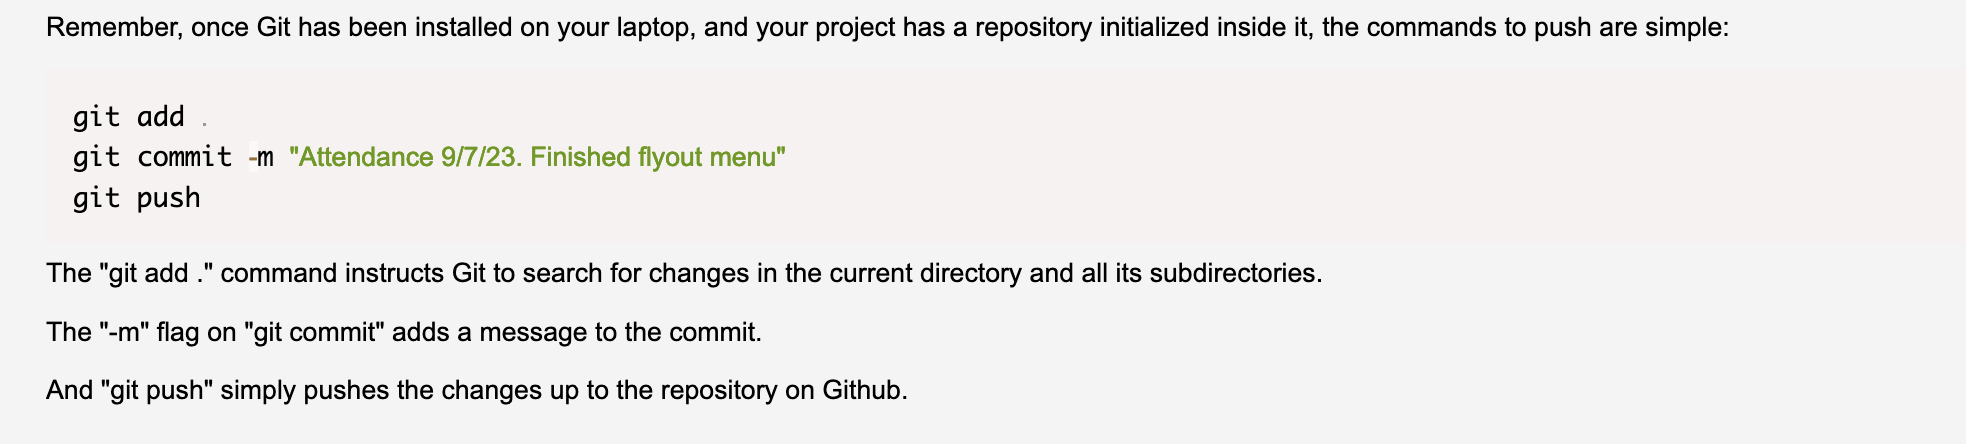 Remember, once Git has been installed on your laptop, and your project has a repository initialized inside it, the commands to push are simple:
git add .
git commit -m "Attendance 9/7/23. Finished flyout menu"
git push
The "git add ." command instructs Git to search for changes in the current directory and all its subdirectories.
The "-m" flag on "git commit" adds a message to the commit.
And "git push" simply pushes the changes up to the repository on Github.